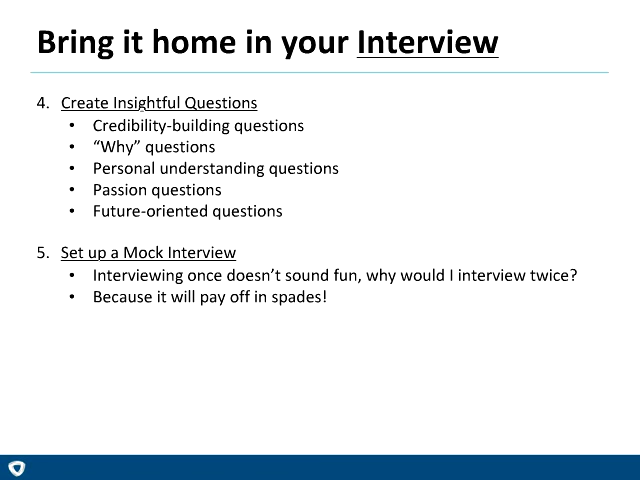 Bring it home in your Interview
4. Create Insightful Questions
• Credibility-building questions
• “Why” questions
• Personal understanding questions
• Passion questions
• Future-oriented questions
5. Set up a Mock Interview
• Interviewing once doesn’t sound fun, why would I interview twice?
• Because it will pay off in spades!